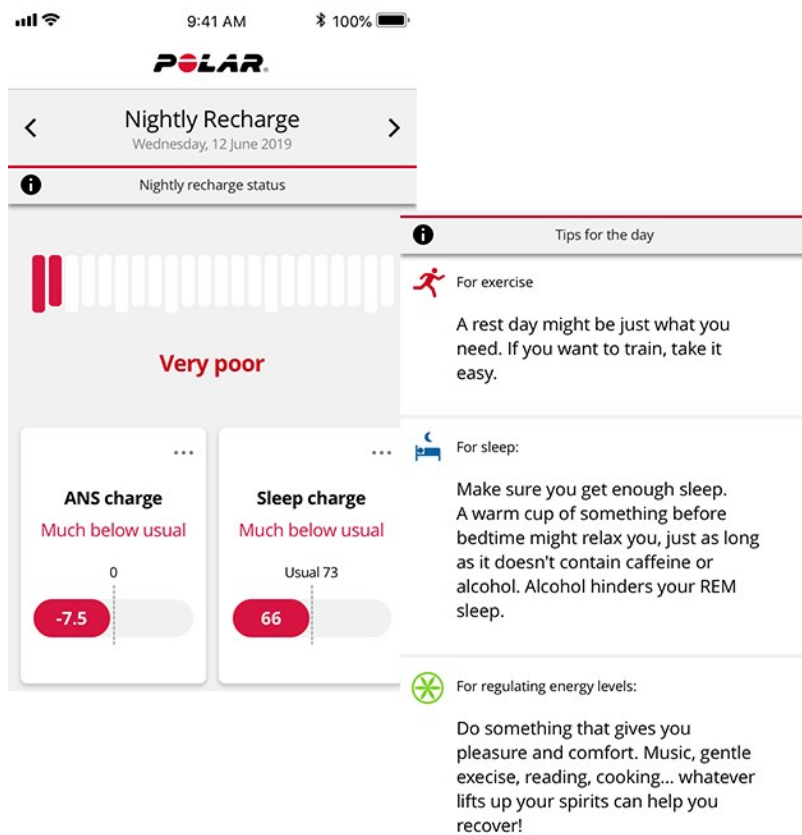 9:41 AM
100%
POLAR.
Nightly Recharge
Wednesday, 12 June 2019
Nightly recharge status
Very poor
ANS charge
Much below usual
0
-7.5
Sleep charge
Much below usual
Usual 73
66
Tips for the day
For exercise
A rest day might be just what you
need. If you want to train, take it
easy.
For sleep:
Make sure you get enough sleep.
A warm cup of something before
bedtime might relax you, just as long
as it doesn't contain caffeine or
alcohol. Alcohol hinders your REM
sleep.
For regulating energy levels:
Do something that gives you
pleasure and comfort. Music, gentle
execise, reading, cooking... whatever
lifts up your spirits can help you
recover!